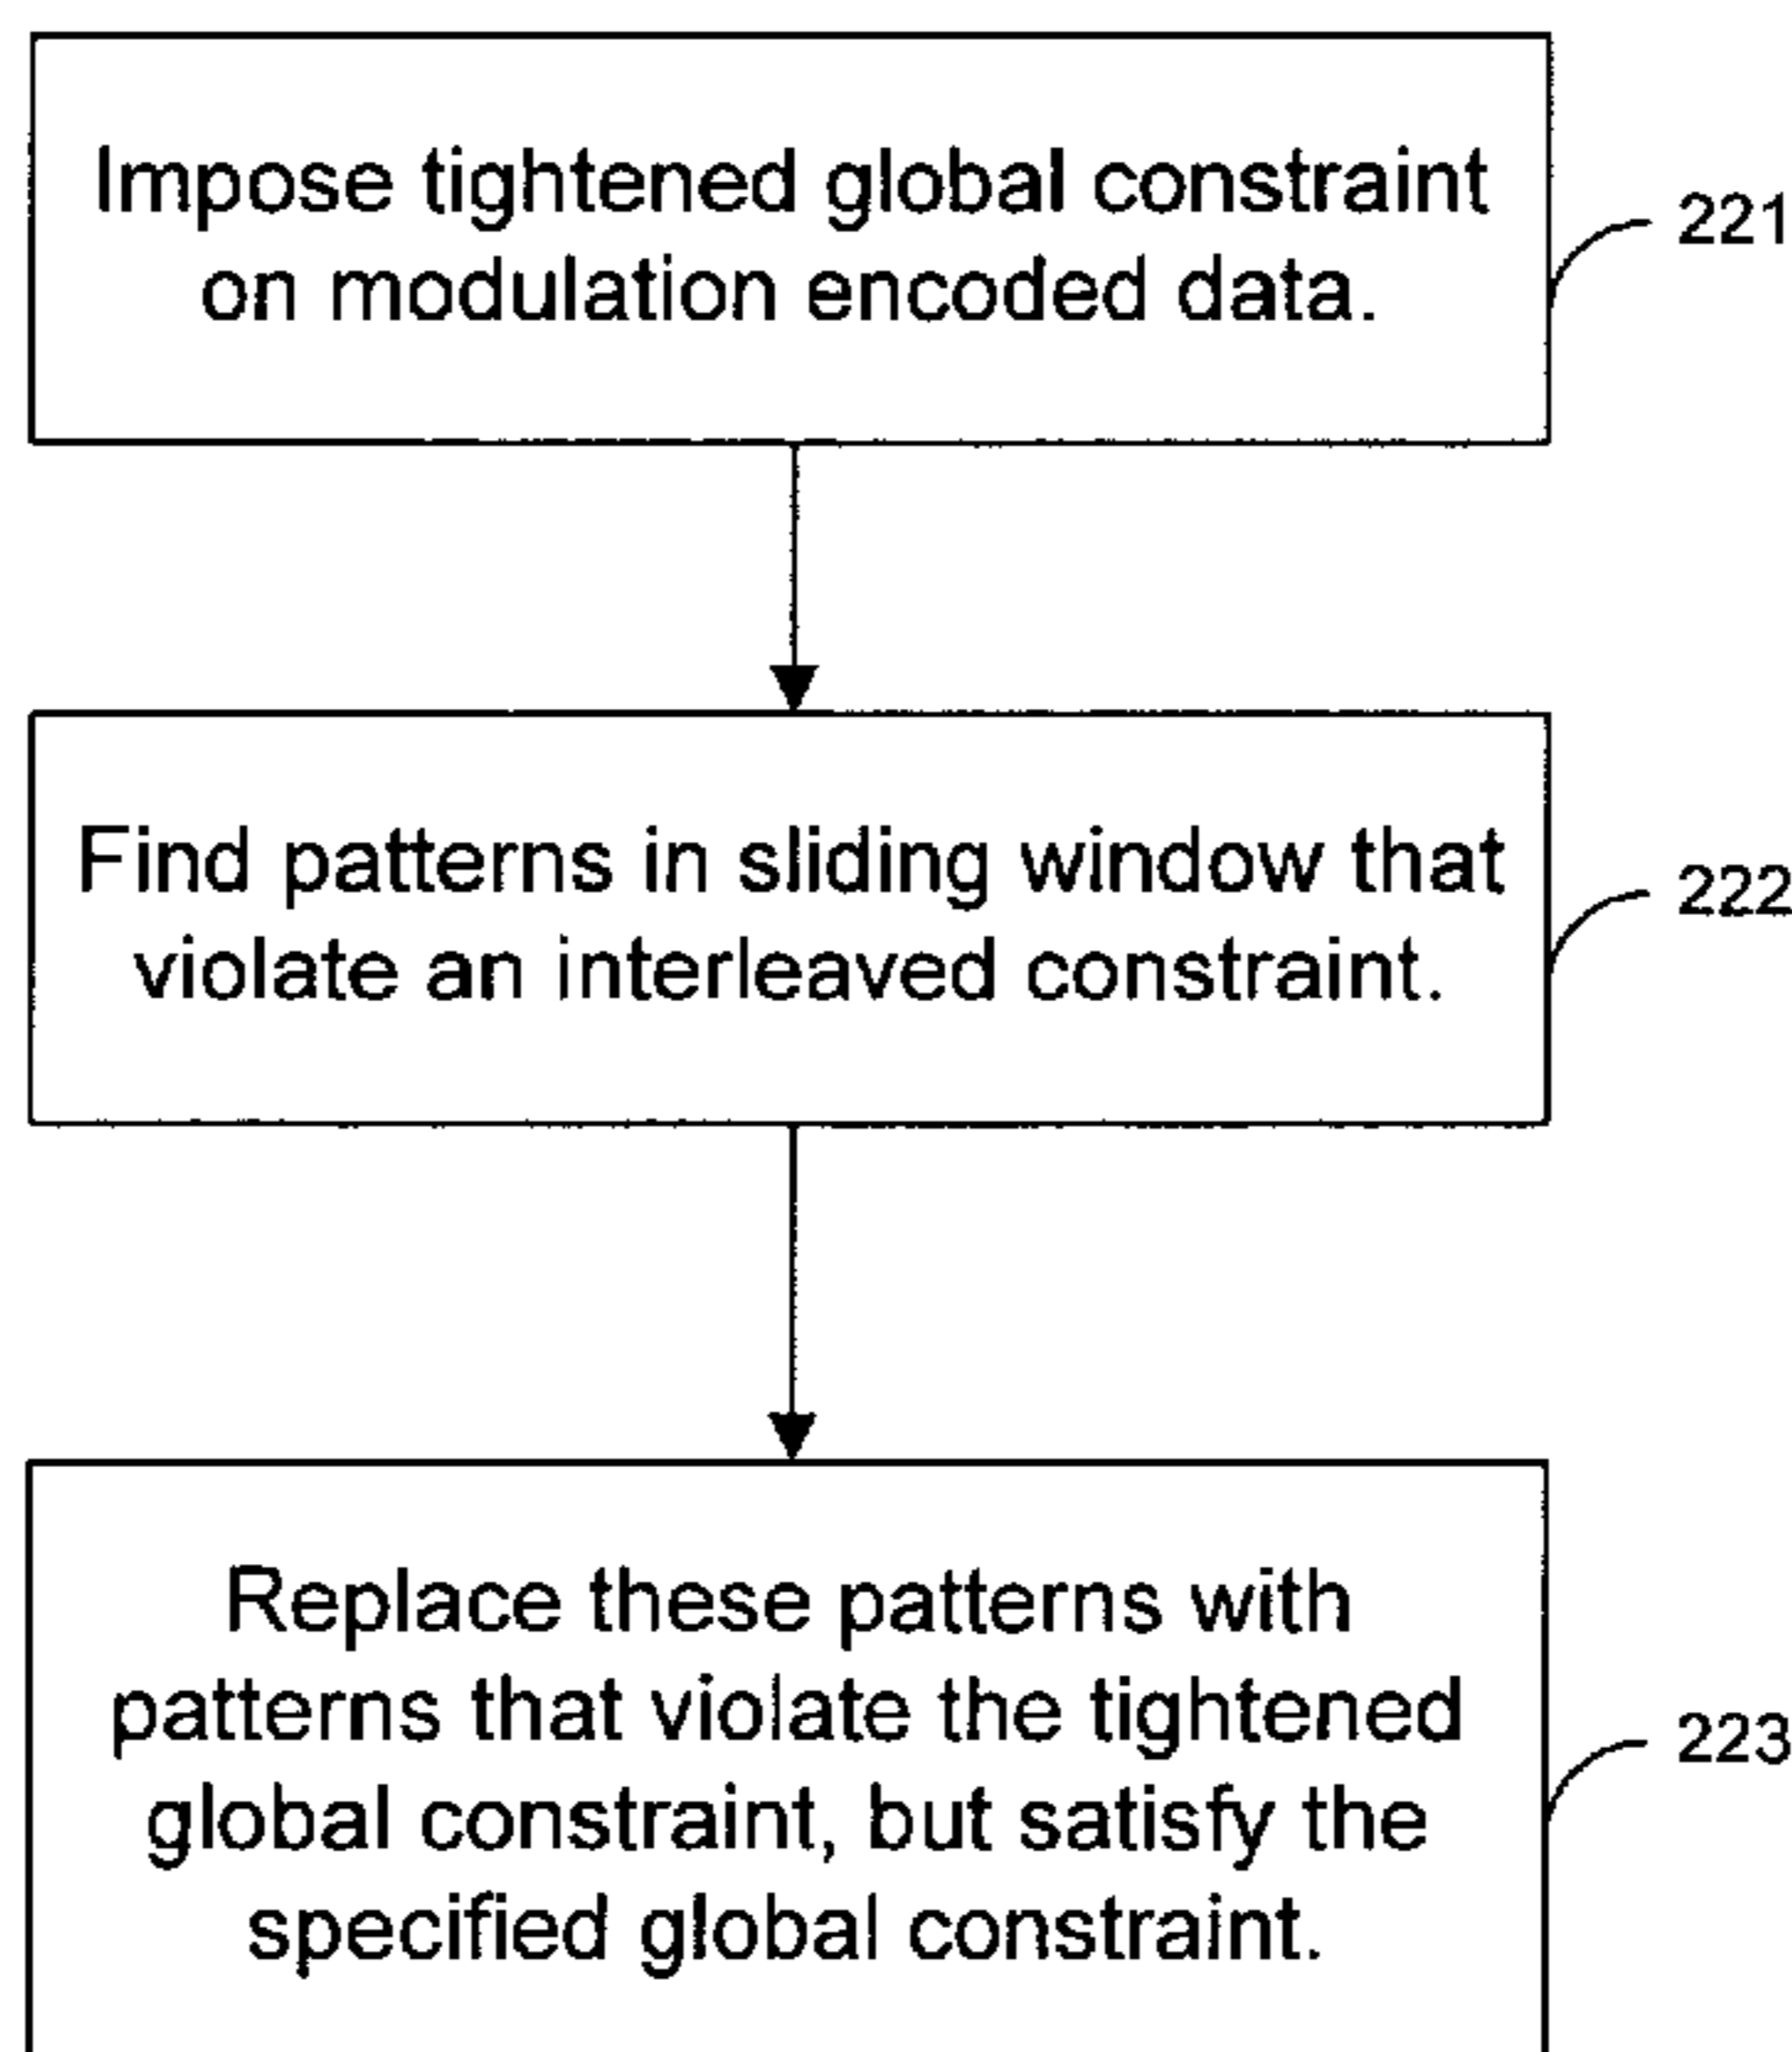 Impose tightened global constraint
on modulation encoded data.
221
Find patterns in sliding window that
violate an interleaved constraint.
222
Replace these patterns with
patterns that violate the tightened
global constraint, but satisfy the
specified global constraint.
223